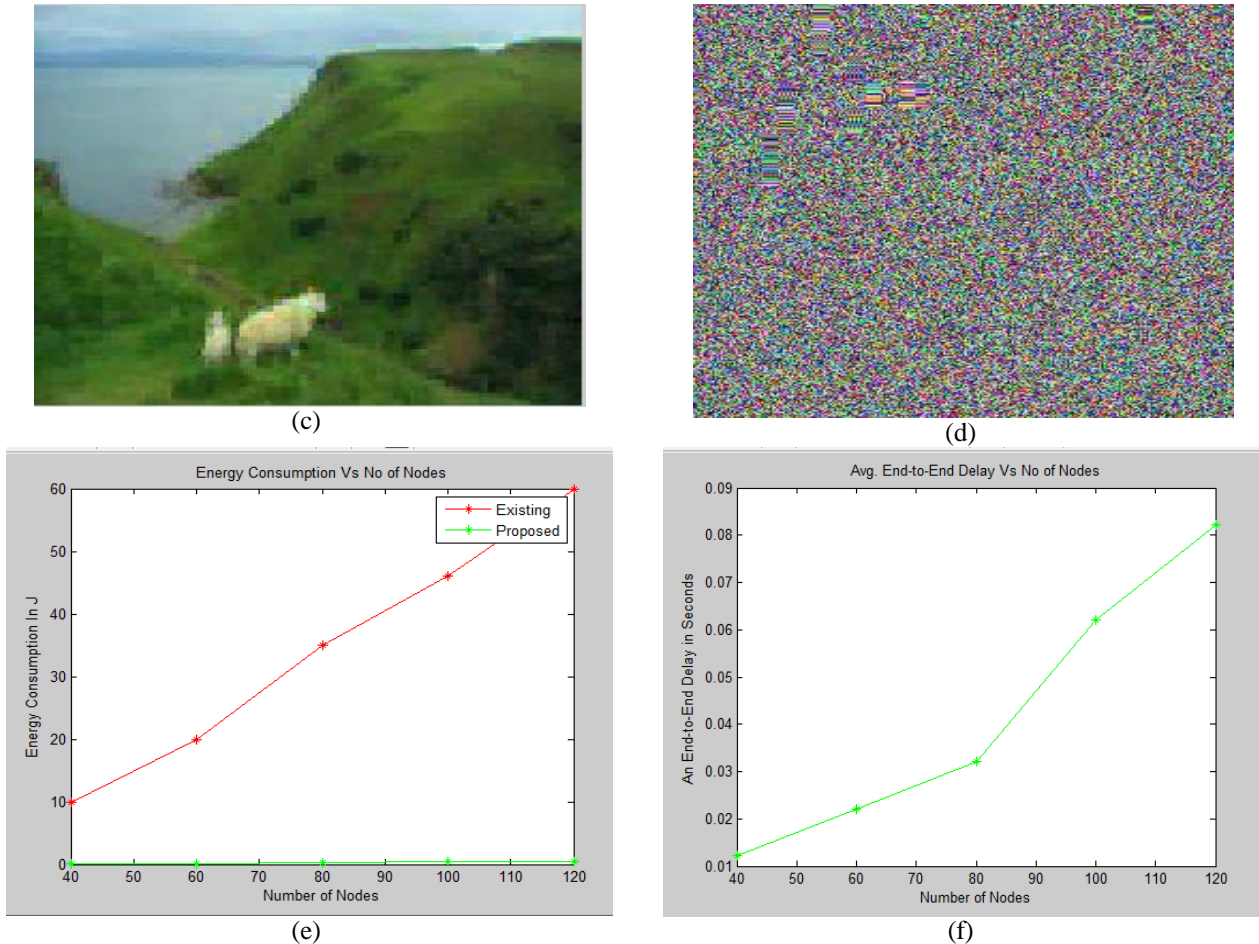 (c)
(d)
Energy Consumption Vs No of Nodes
60
50
40
30
20
10
0
Energy Consumption In J
Existing
Proposed
40 50 60 70 80 90 100 110 120
Number of Nodes
(e)
Avg. End-to-End Delay Vs No of Nodes
0.09
0.08
0.07
0.06
0.05
0.04
0.03
0.02
0.01
An End-to-End Delay in Seconds
40 50 60 70 80 90 100 110 120
Number of Nodes
(f)